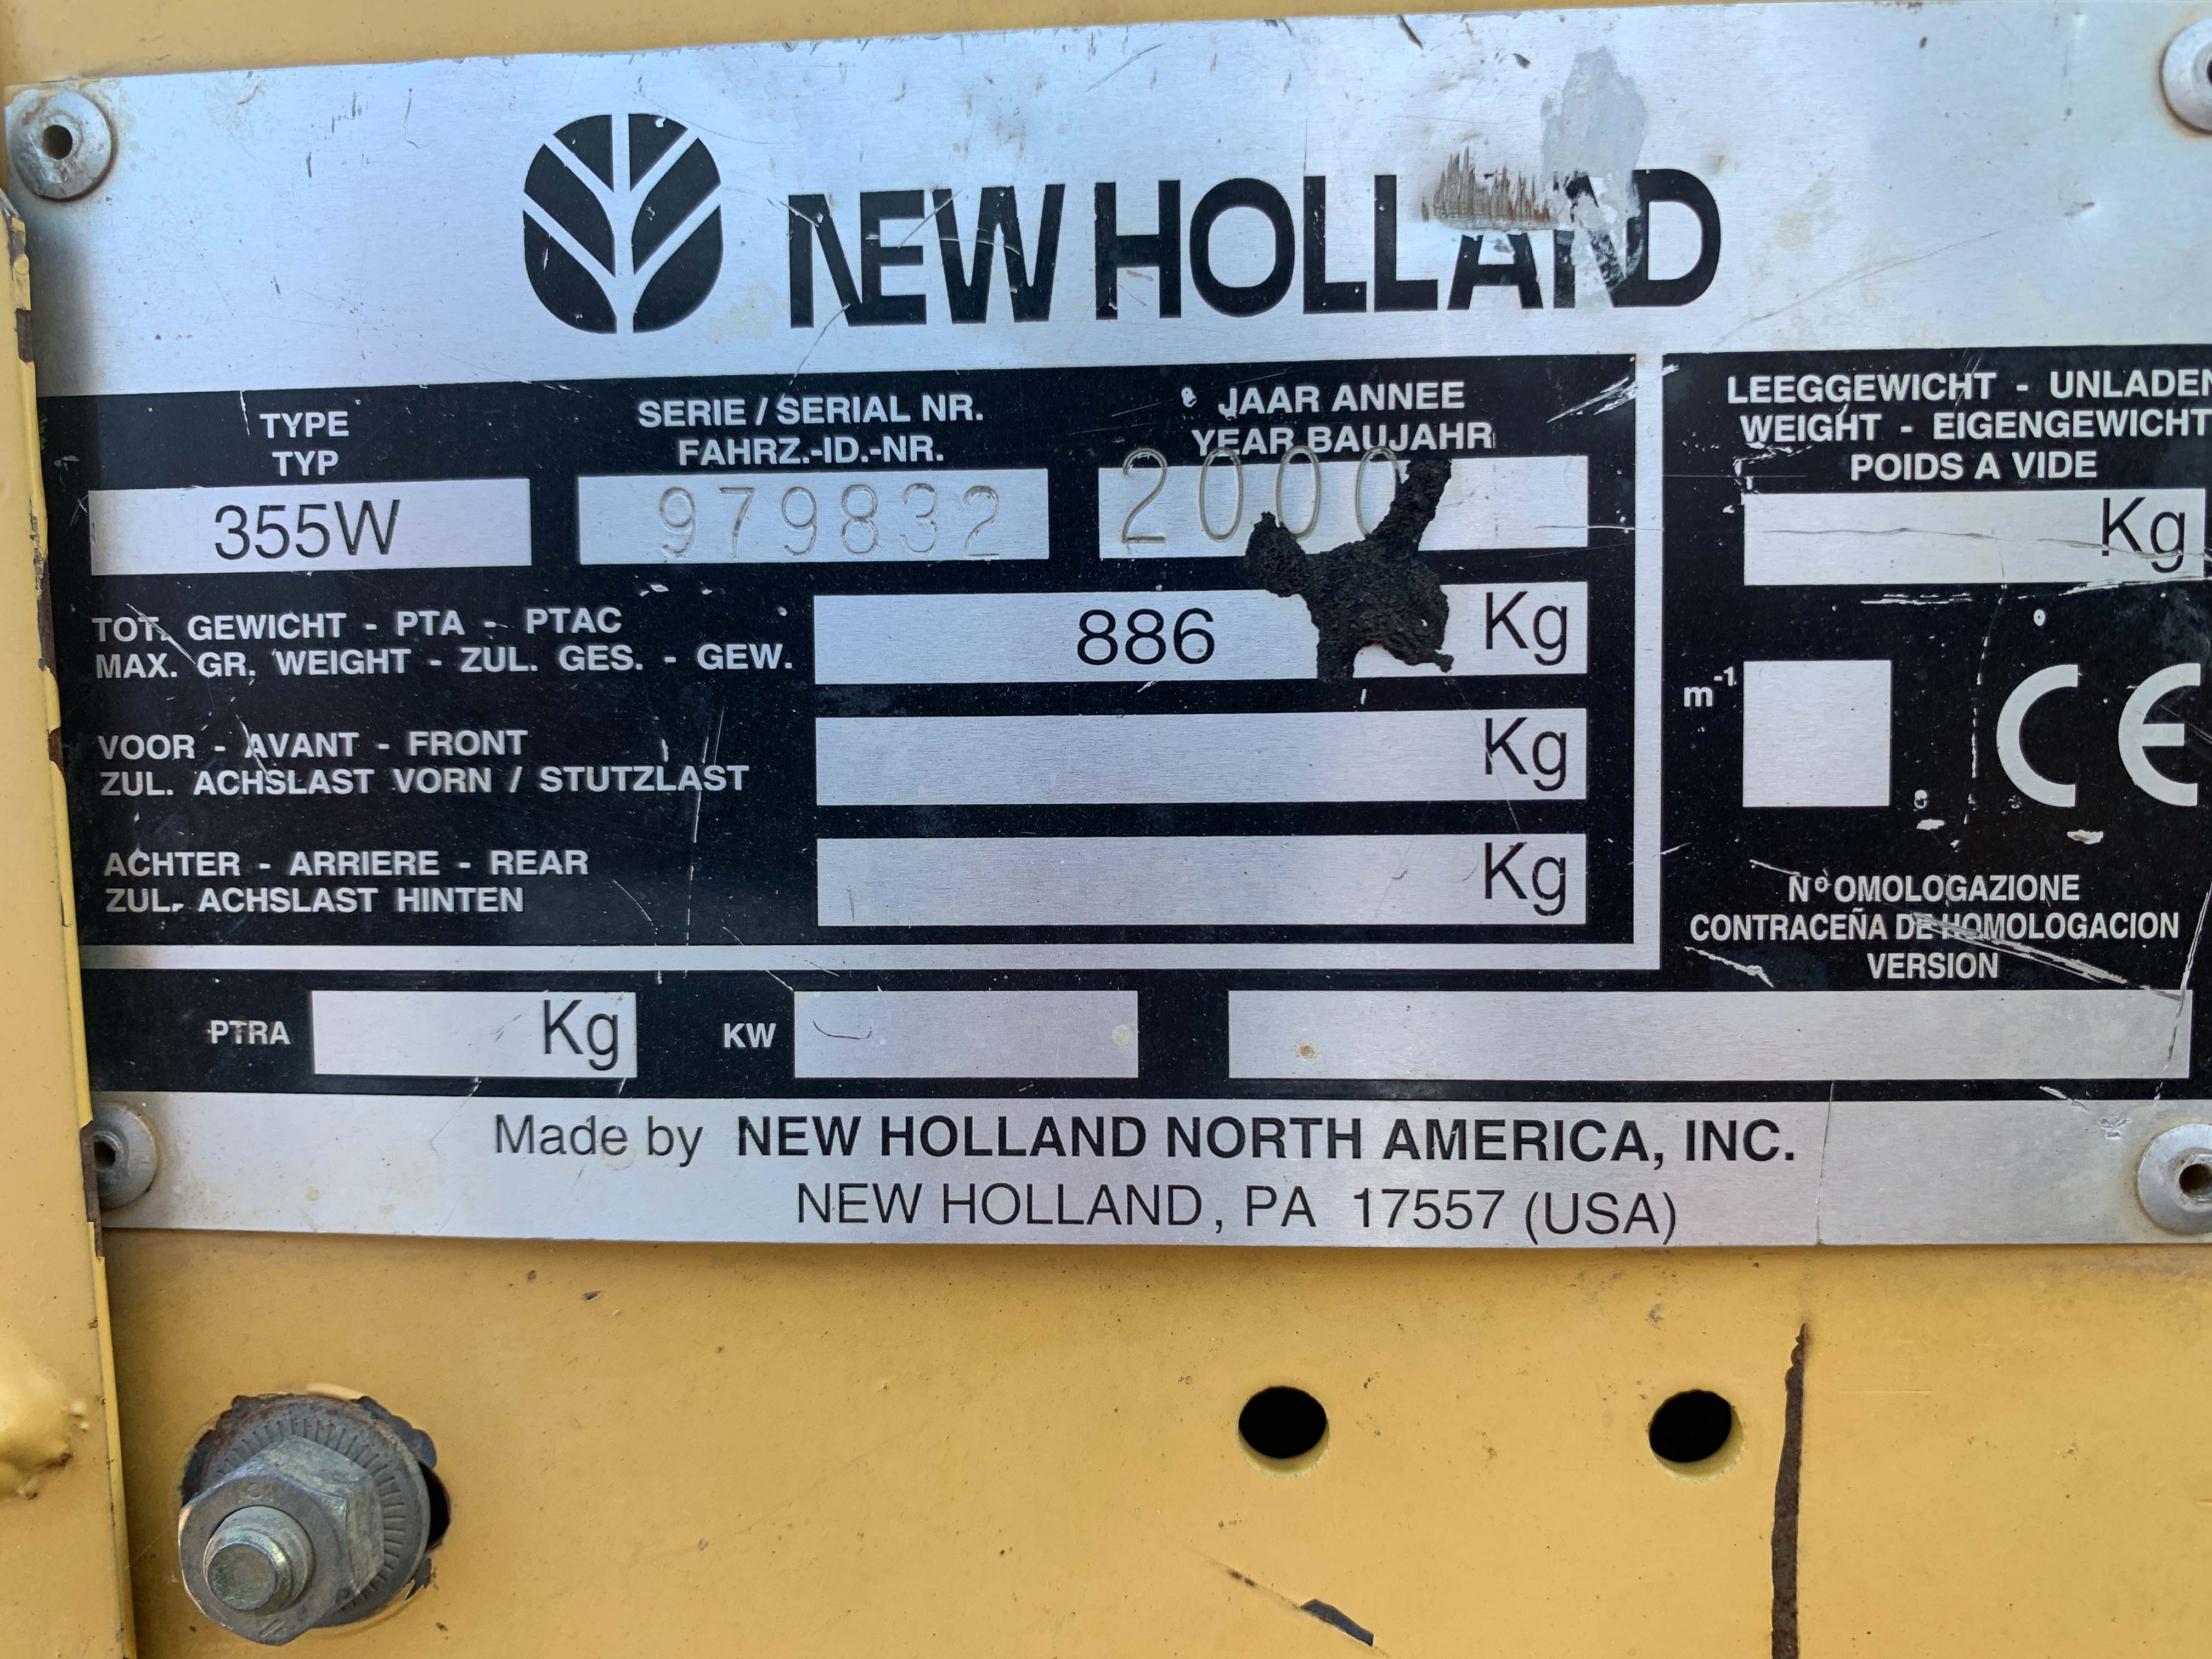 NEW HOLLAND
TYPE
TYP
355W
SERIE / SERIAL NR.
FAHRZ.-ID.-NR.
979832
JAAR ANNEE
YEAR BAUJAHR
2000
TOT. GEWICHT - PTA - PTAC
MAX. GR. WEIGHT - ZUL. GES. - GEW.
886 Kg
VOOR - AVANT - FRONT
ZUL. ACHSLAST VORN / STUTZLAST
Kg
ACHTER - ARRIERE - REAR
ZUL. ACHSLAST HINTEN
Kg
LEEGGEWICHT - UNLADEN
WEIGHT - EIGENGEWICHT
POIDS A VIDE
Kg
m-1
CE
Nº OMOLOGAZIONE
CONTRACEÑA DE HOMOLOGACION
VERSION
PTRA Kg KW
Made by NEW HOLLAND NORTH AMERICA, INC.
NEW HOLLAND, PA 17557 (USA)